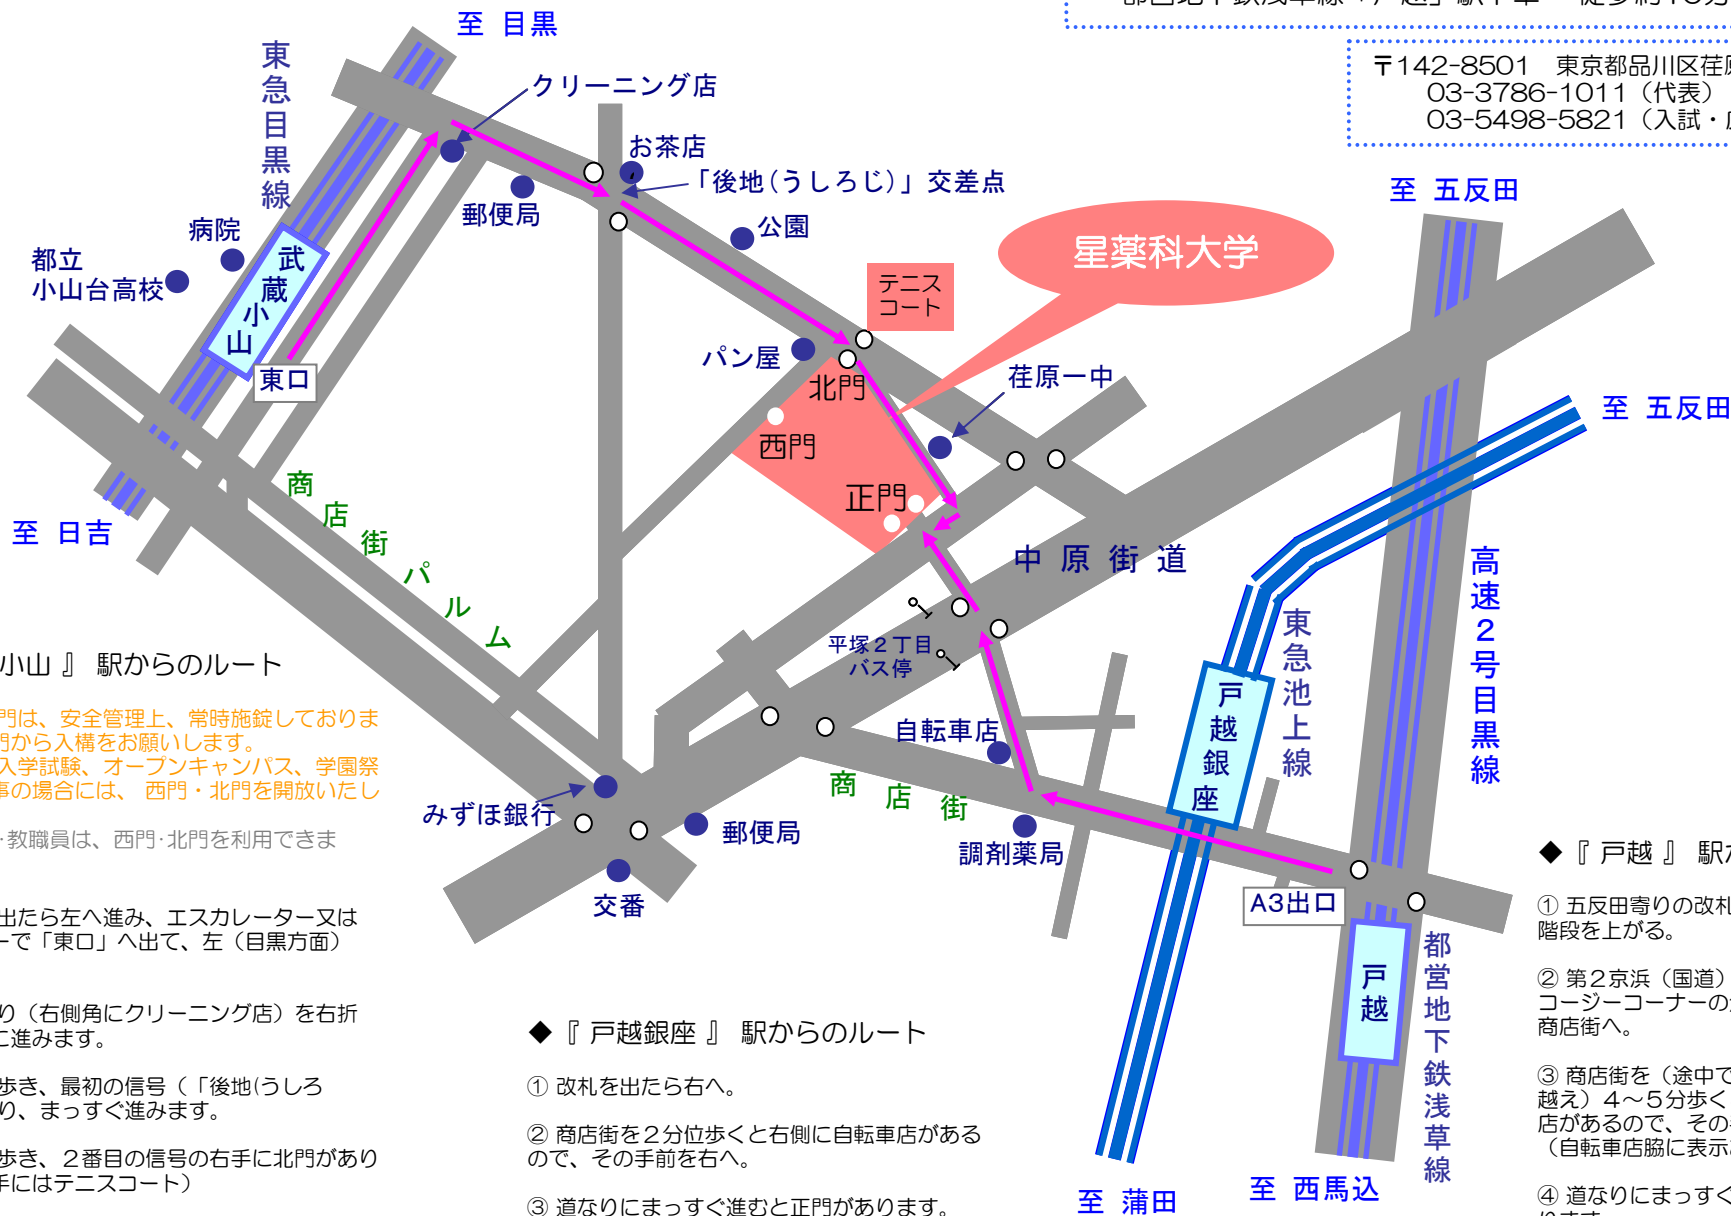 至 目黒
東急目黒線
クリーニング店
お茶店
「後地(うしろじ)」交差点
郵便局
公園
病院
都立
小山台高校
武蔵小山
東口
至 日吉
星薬科大学
テニス
コート
パン屋
北門
西門
正門
荏原一中
〒142-8501 東京都品川区荏
03-3786-1011（代表）
03-5498-5821（入試・
至 五反田
至 五反田
中原街道
高速２号目黒線
東急池上線
商店街パルム
平塚２丁目
バス停
自転車店
戸越銀座
商店街
みずほ銀行
郵便局
調剤薬局
交番
A3出口
戸越
都営地下鉄浅草線
至 蒲田
至 西馬込
小山 』 駅からのルート
門は、安全管理上、常時施錠しておりま
門から入構をお願いします。
入学試験、オープンキャンパス、学園祭
事の場合には、 西門・北門を開放いたし
・教職員は、西門・北門を利用できま
出たら左へ進み、エスカレーター又は
ーで「東口」へ出て、左（目黒方面）
り（右側角にクリーニング店）を右折
に進みます。
歩き、最初の信号（「後地(うしろ
り、まっすぐ進みます。
歩き、２番目の信号の右手に北門があり
手にはテニスコート）
◆『 戸越銀座 』 駅からのルート
① 改札を出たら右へ。
② 商店街を２分位歩くと右側に自転車店がある
ので、その手前を右へ。
③ 道なりにまっすぐ進むと正門があります。
◆『 戸越 』 駅か
① 五反田寄りの改札
階段を上がる。
② 第２京浜（国道）
コージーコーナーの
商店街へ。
③ 商店街を（途中で
越え）４～５分歩く
店があるので、その
（自転車店脇に表示
④ 道なりにまっすぐ
ります